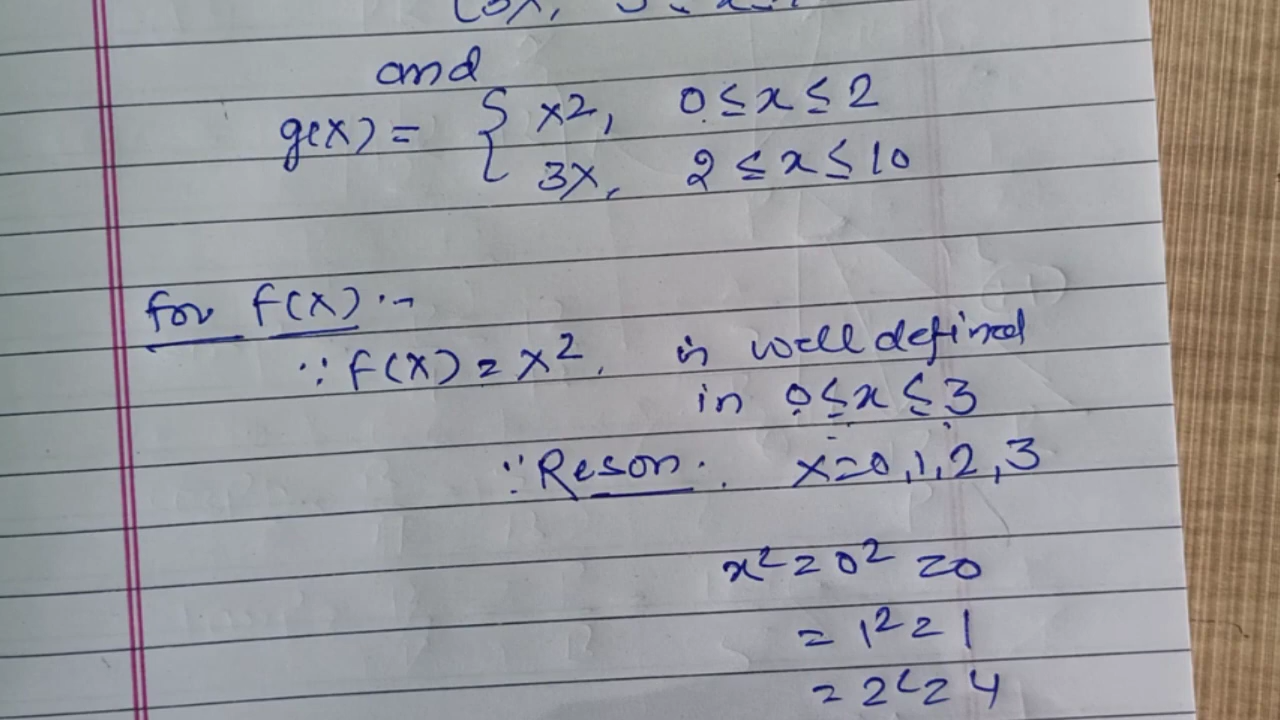 and
g(x) = { x2, 0 ≤ x ≤ 2
3x, 2 ≤ x ≤ 10
for f(x) :-
∵ f(x) = x², is well defined
in 0 ≤ x ≤ 3
∵ Reson. x=0,1,2,3
x² = 0² = 0
= 1² = 1
= 2² = 4